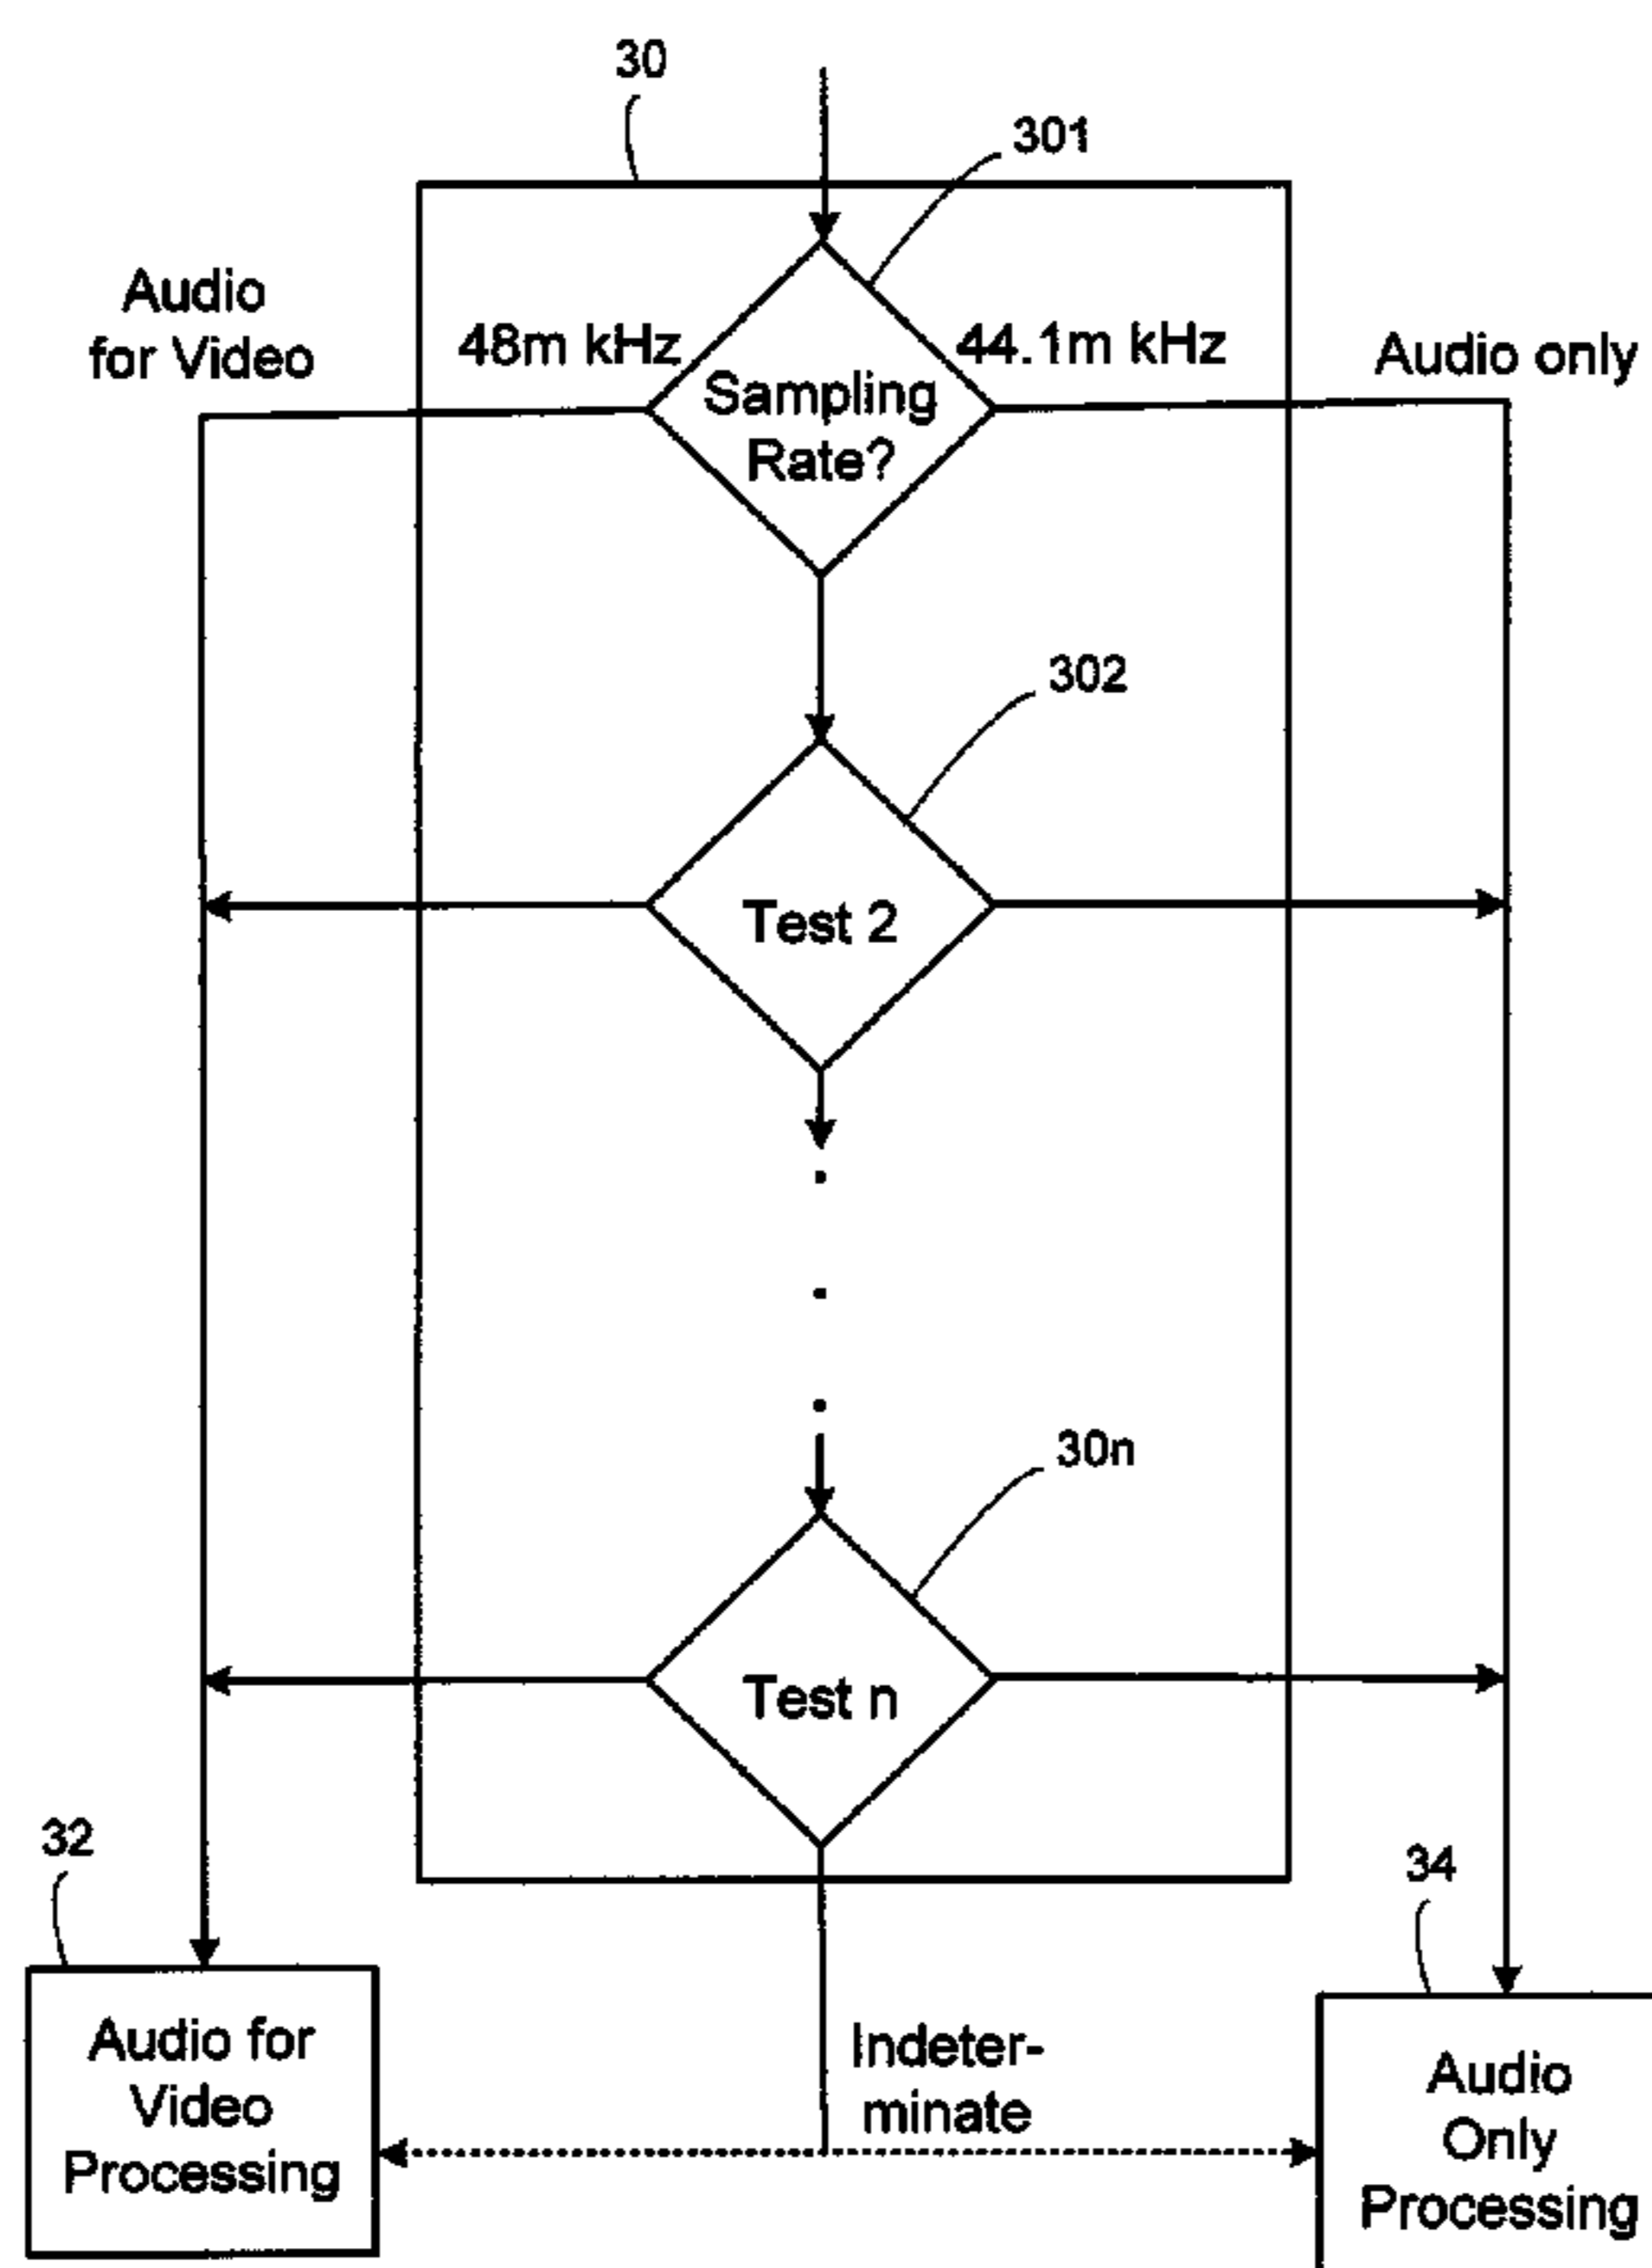 30
301
Audio
for Video
48m kHz
44.1m kHz
Audio only
Sampling
Rate?
302
Test 2
30n
Test n
32
34
Audio for
Video
Processing
Indeter-
minate
Audio
Only
Processing